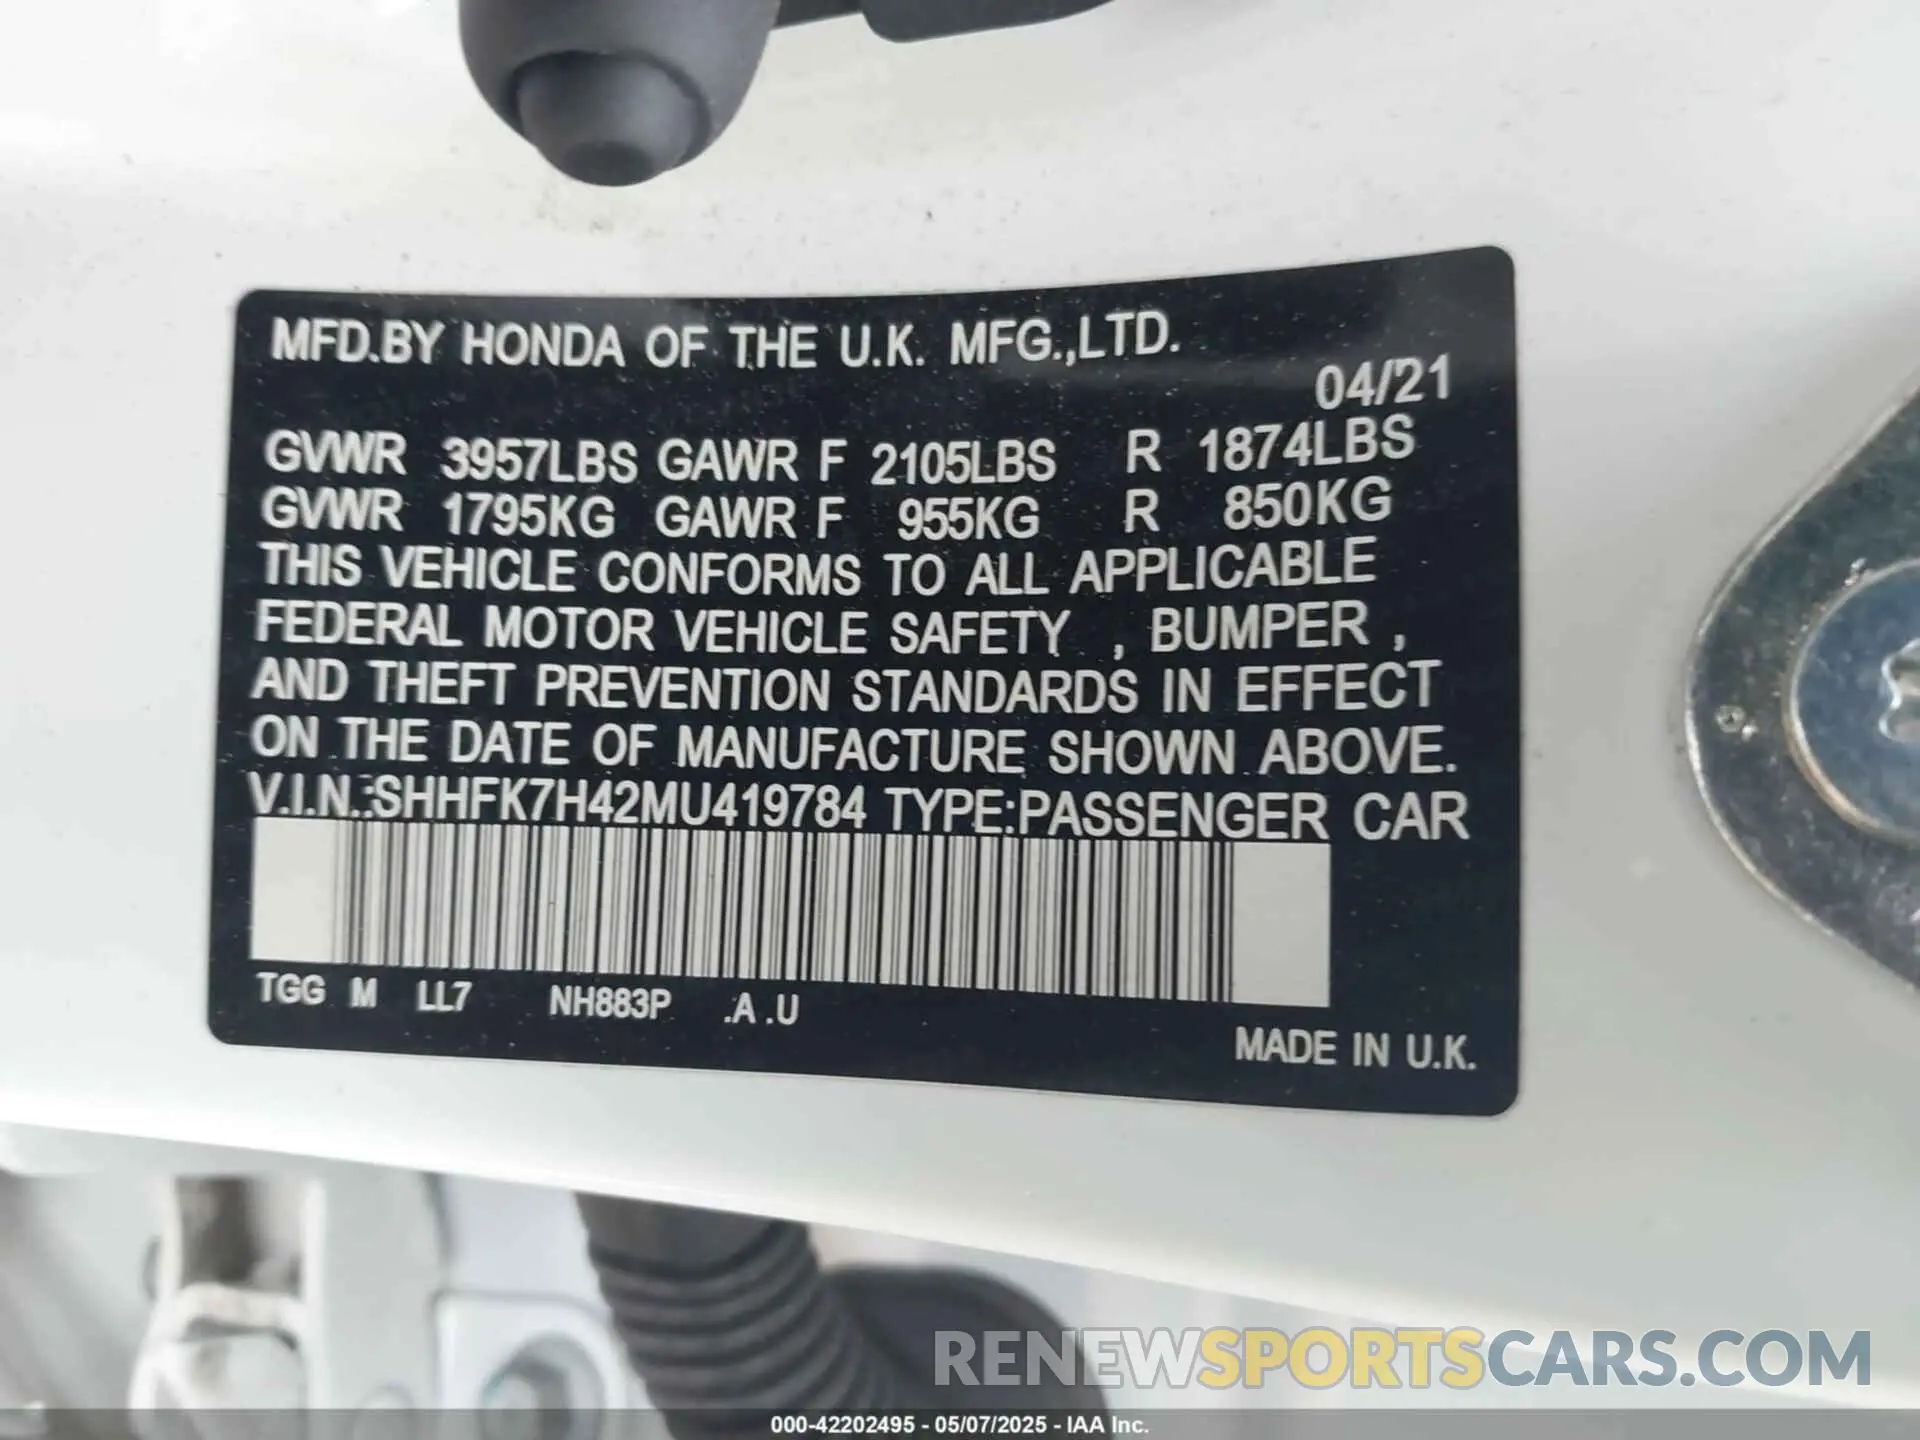 MFD.BY HONDA OF THE U.K. MFG.,LTD.
04/21
GVWR 3957LBS GAWR F 2105LBS R 1874LBS
GVWR 1795KG GAWR F 955KG R 850KG
THIS VEHICLE CONFORMS TO ALL APPLICABLE
FEDERAL MOTOR VEHICLE SAFETY , BUMPER ,
AND THEFT PREVENTION STANDARDS IN EFFECT
ON THE DATE OF MANUFACTURE SHOWN ABOVE.
V.I.N.:SHHFK7H42MU419784 TYPE:PASSENGER CAR
TGG M LL7 NH883P .A .U
MADE IN U.K.
RENEWSPORTSCARS.COM
000-42202495 - 05/07/2025 - IAA Inc.